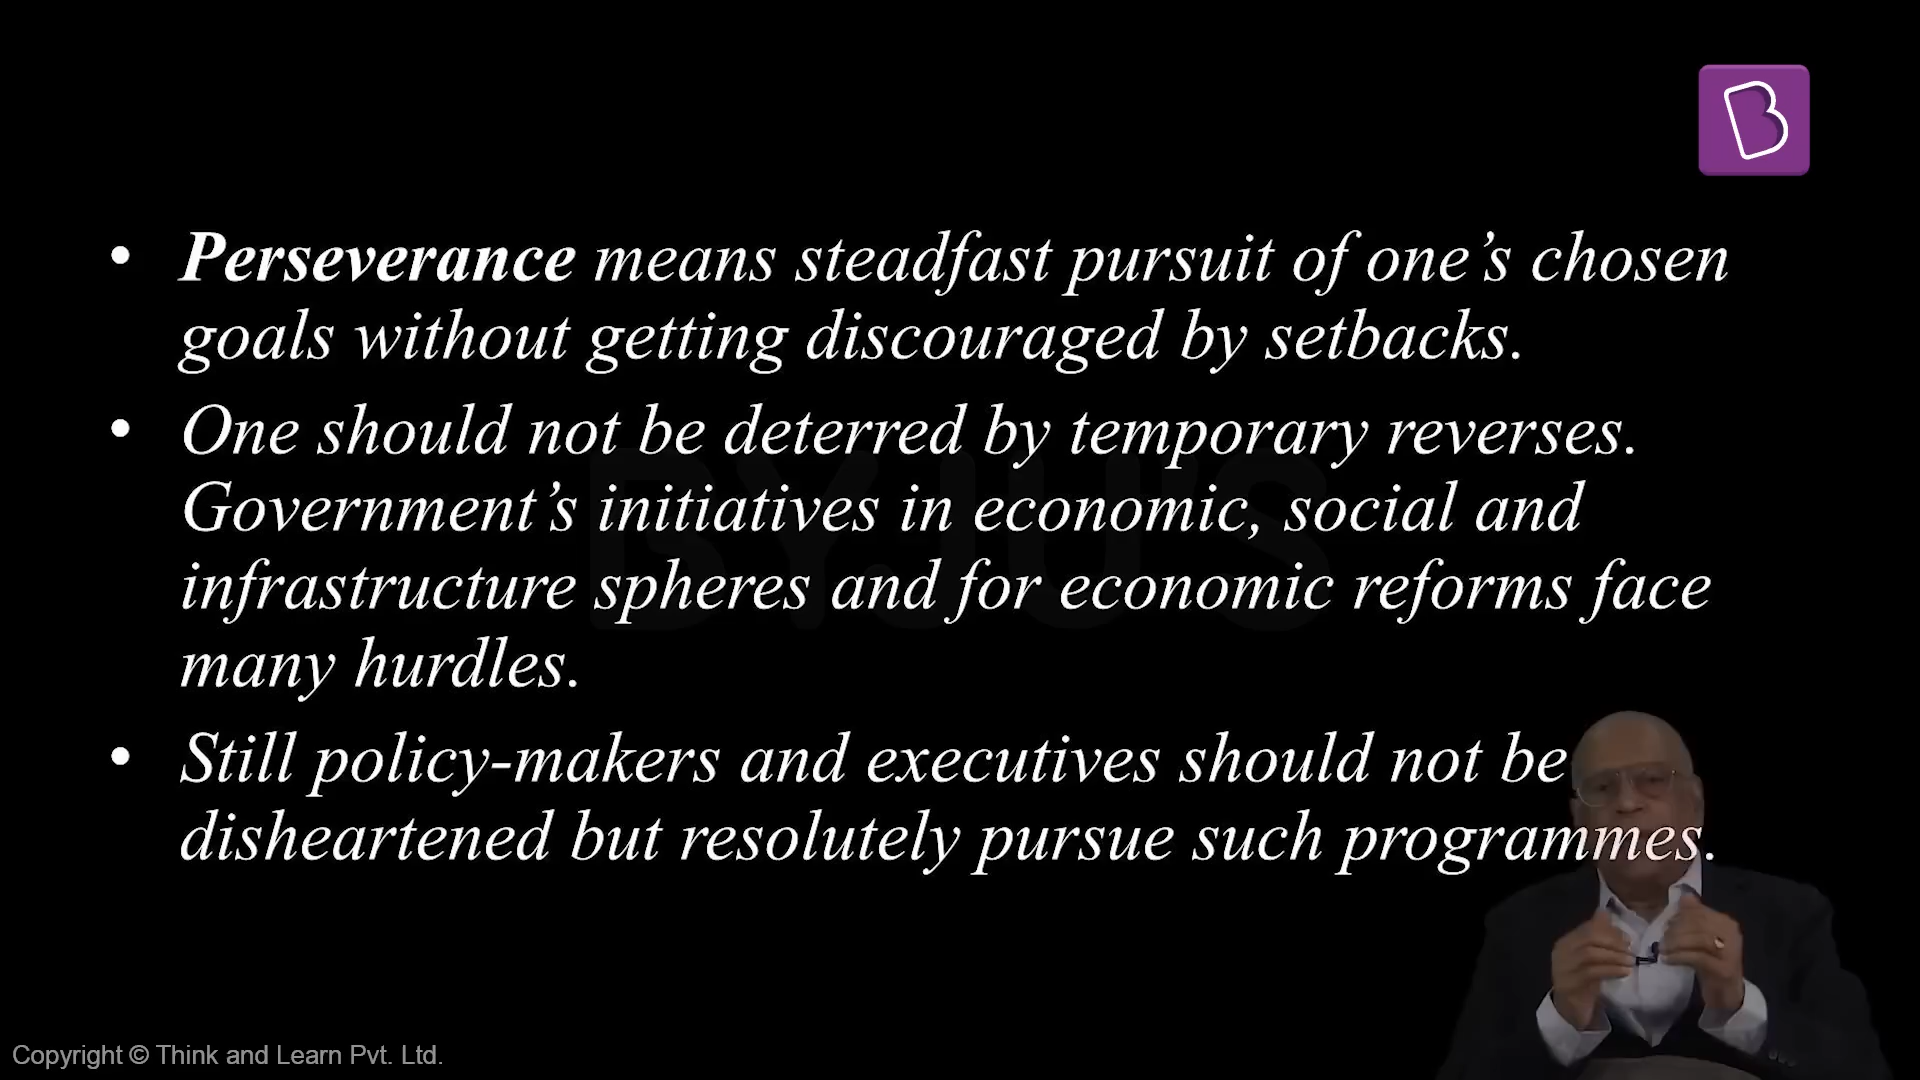 B
• Perseverance means steadfast pursuit of one’s chosen
goals without getting discouraged by setbacks.
• One should not be deterred by temporary reverses.
Government’s initiatives in economic, social and
infrastructure spheres and for economic reforms face
many hurdles.
• Still policy-makers and executives should not be
disheartened but resolutely pursue such programmes.
BYJU'S
Copyright © Think and Learn Pvt. Ltd.